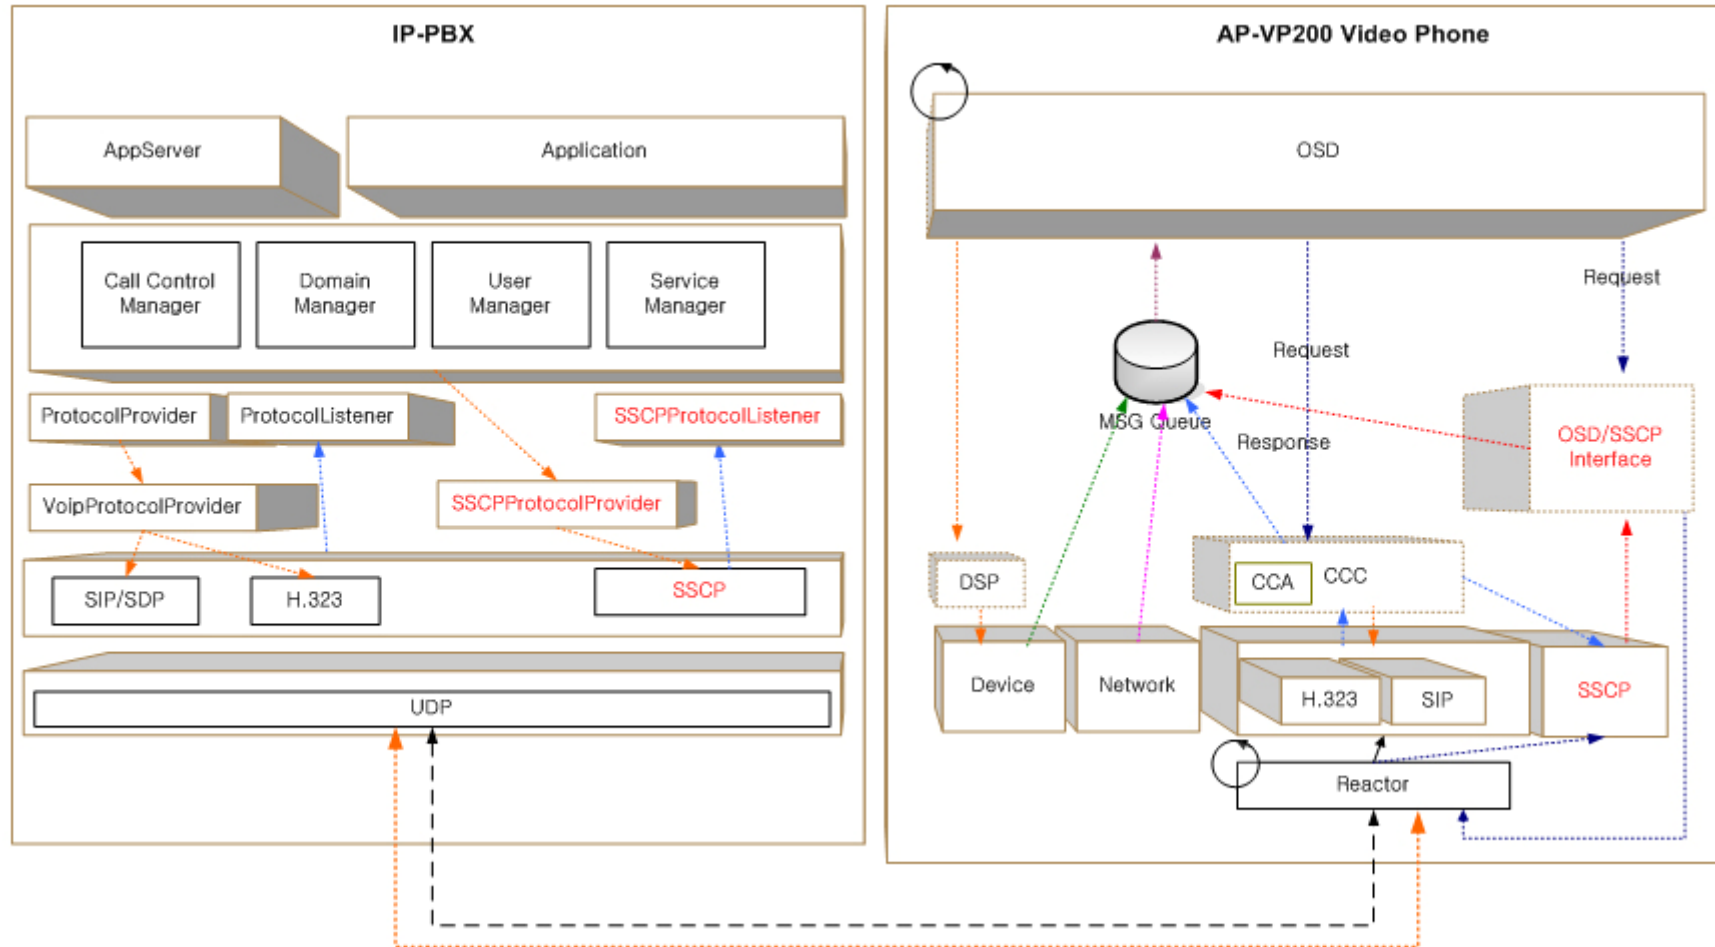 IP-PBX
AppServer
Application
Call Control
Manager
Domain
Manager
User
Manager
Service
Manager
ProtocolProvider
ProtocolListener
SSCPProtocolListener
VoipProtocolProvider
SSCPProtocolProvider
SIP/SDP
H.323
SSCP
UDP
AP-VP200 Video Phone
OSD
Request
Request
MSG Queue
Response
OSD/SSCP
Interface
DSP
CCA
CCC
Device
Network
H.323
SIP
SSCP
Reactor